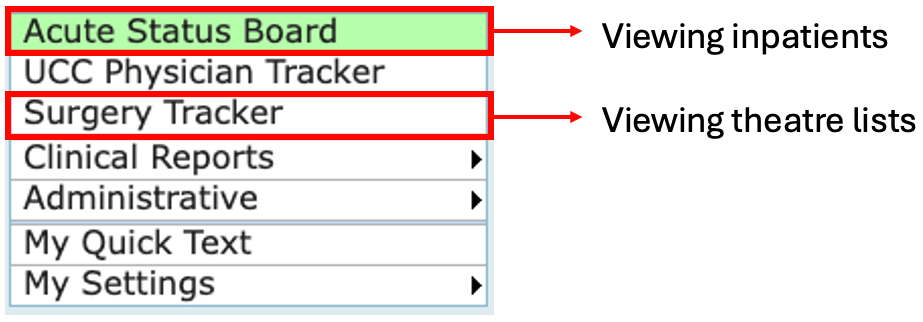 Acute Status Board
Viewing inpatients
UCC Physician Tracker
Surgery Tracker
Viewing theatre lists
Clinical Reports
Administrative
My Quick Text
My Settings